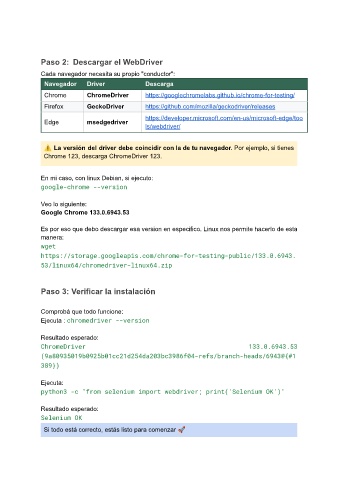 Paso 2: Descargar el WebDriver
Cada navegador necesita su propio "conductor":
Navegador Driver Descarga
Chrome ChromeDriver https://googlechromelabs.github.io/chrome-for-testing/
Firefox GeckoDriver https://github.com/mozilla/geckodriver/releases
Edge msedgedriver https://developer.microsoft.com/en-us/microsoft-edge/too
ls/webdriver/
⚠️ La versión del driver debe coincidir con la de tu navegador. Por ejemplo, si tienes
Chrome 123, descarga ChromeDriver 123.
En mi caso, con linux Debian, si ejecuto:
google-chrome --version
Veo lo siguiente:
Google Chrome 133.0.6943.53
Es por eso que debo descargar esa version en especifico. Linux nos permite hacerlo de esta
manera:
wget
https://storage.googleapis.com/chrome-for-testing-public/133.0.6943.
53/linux64/chromedriver-linux64.zip
Paso 3: Verificar la instalación
Comprobá que todo funcione:
Ejecuta : chromedriver --version
Resultado esperado:
ChromeDriver 133.0.6943.53
(9a80935019b0925b01cc21d254da203bc3986f04-refs/branch-heads/6943@{#1
389})
Ejecuta:
python3 -c "from selenium import webdriver; print('Selenium OK')"
Resultado esperado:
Selenium OK
Si todo está correcto, estás listo para comenzar 🚀